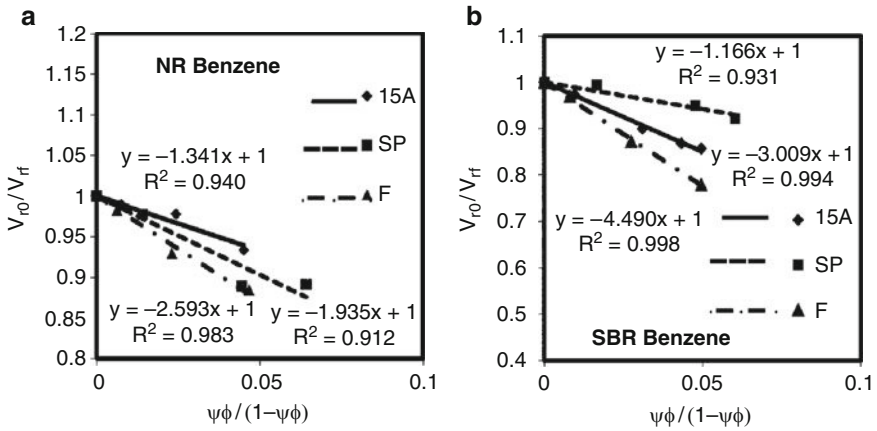 a
1.2
1.15
1.1
1.05
1
0.95
0.9
0.85
0.8
V_r0/V_rf
NR Benzene
15A
SP
F
y = −1.341x + 1
R² = 0.940
y = −2.593x + 1
R² = 0.983
y = −1.935x + 1
R² = 0.912
0 0.05 0.1
ψϕ/(1−ψϕ)
b
1.1
1
0.9
0.8
0.7
0.6
0.5
0.4
V_r0/V_rf
y = −1.166x + 1
R² = 0.931
y = −3.009x + 1
R² = 0.994
y = −4.490x + 1
R² = 0.998
15A
SP
F
SBR Benzene
0 0.05 0.1
ψϕ/(1−ψϕ)